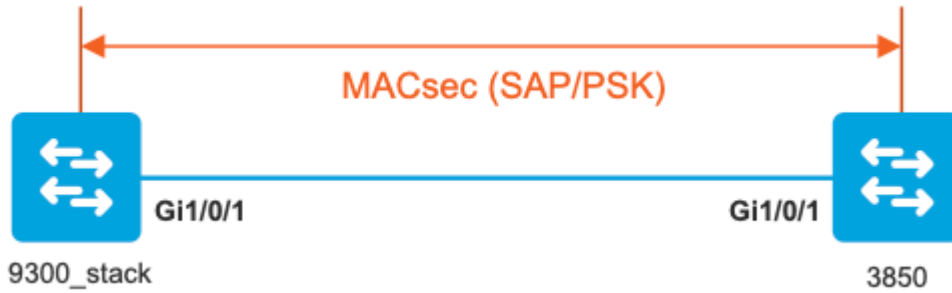 MACsec (SAP/PSK)
Gi1/0/1
Gi1/0/1
9300_stack
3850